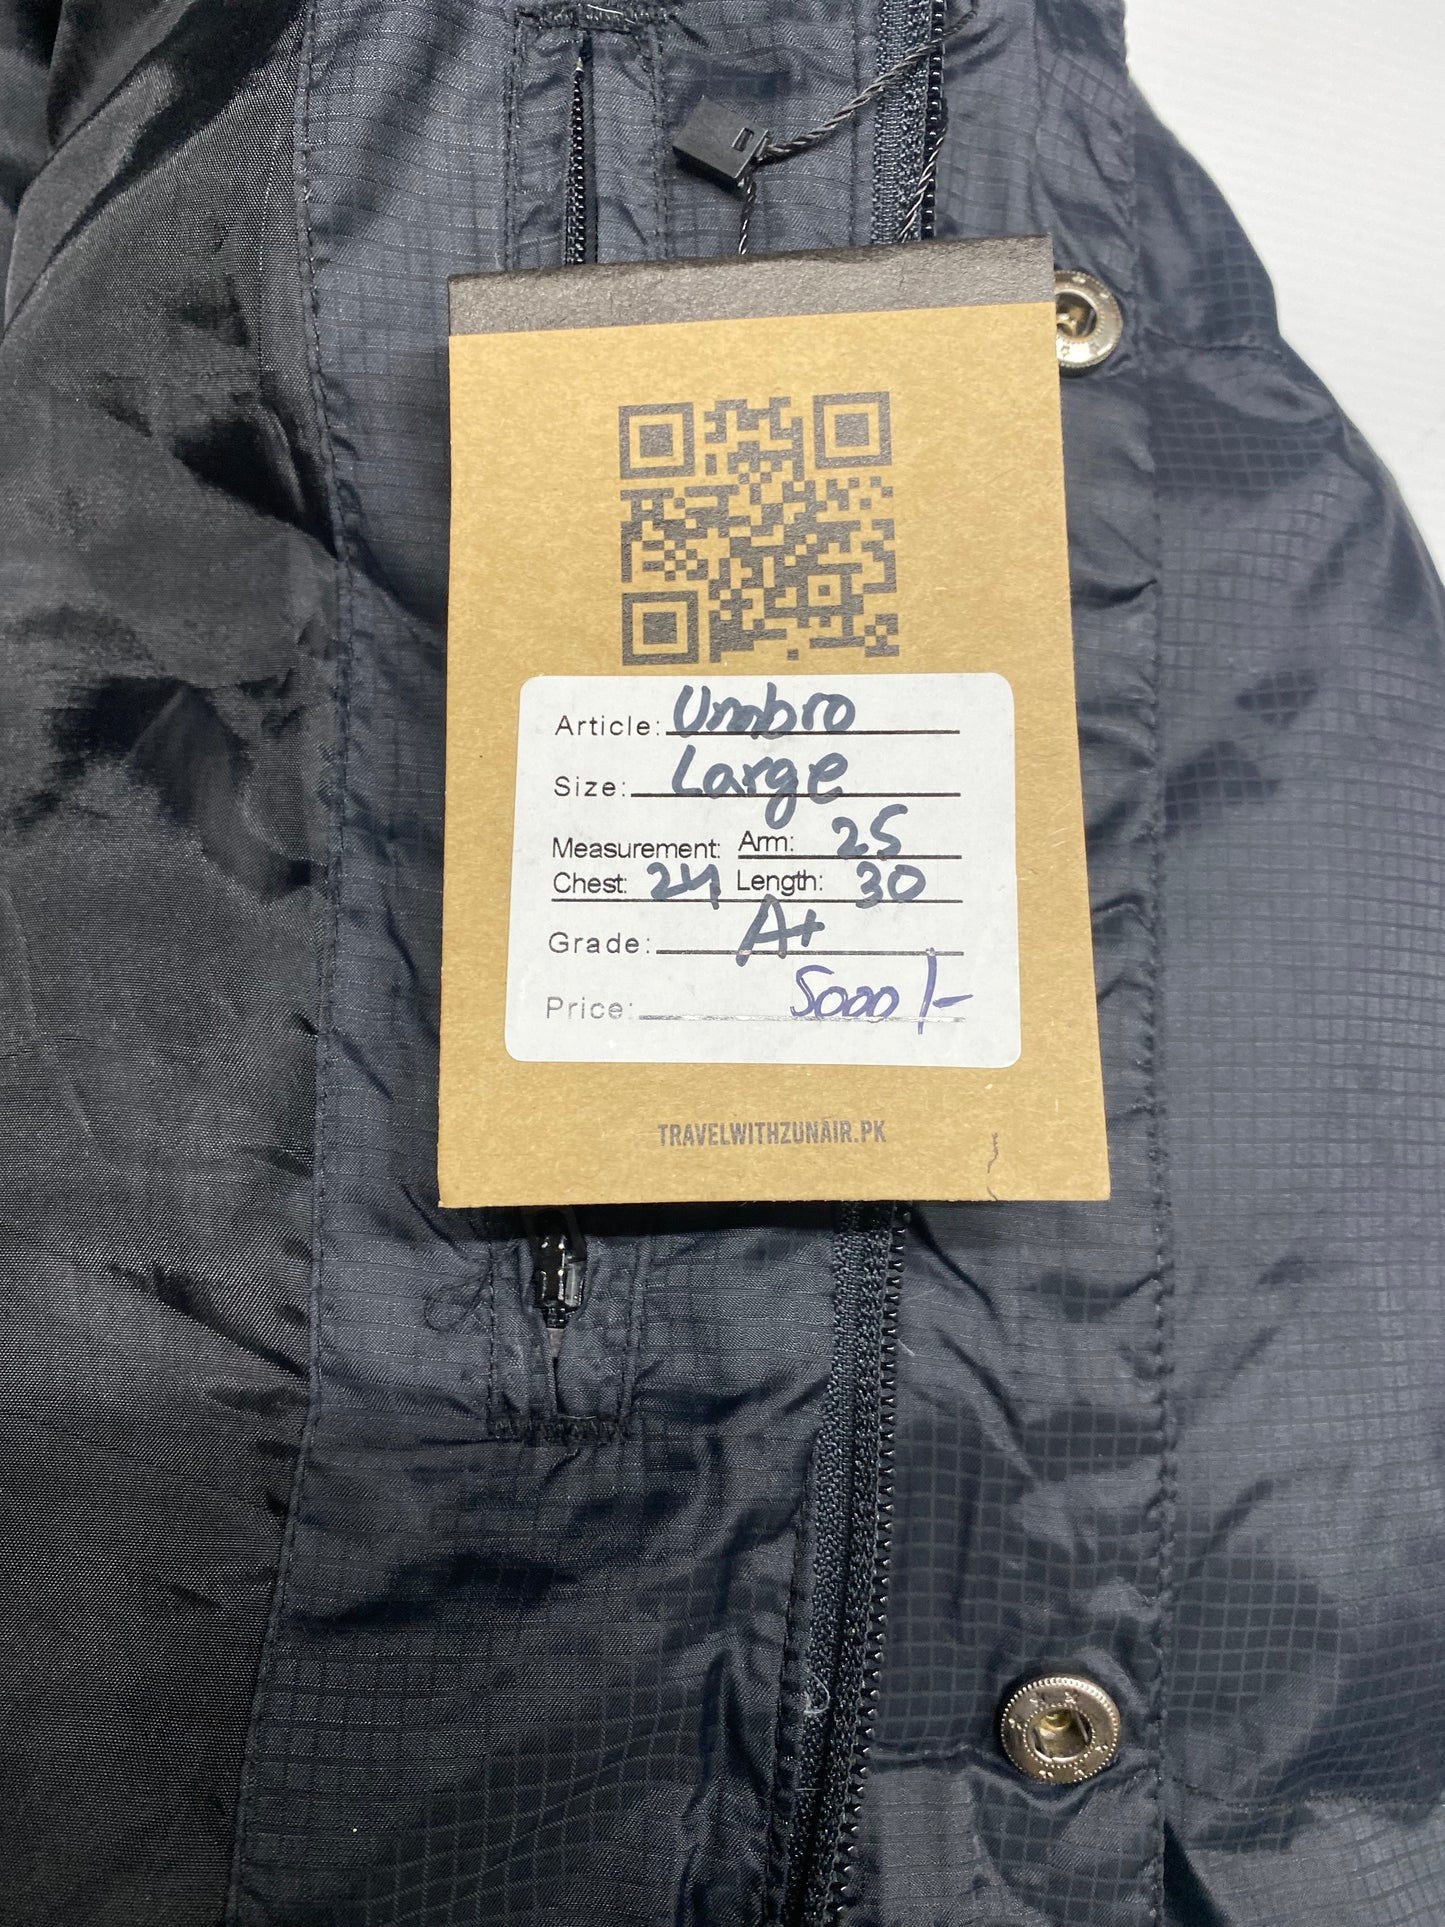 Article: Umbro
Size: Large
Measurement: Arm: 25
Chest: 24 Length: 30
Grade: A+
Price: 5000/-
TRAVELWITHZUNAIR.PK